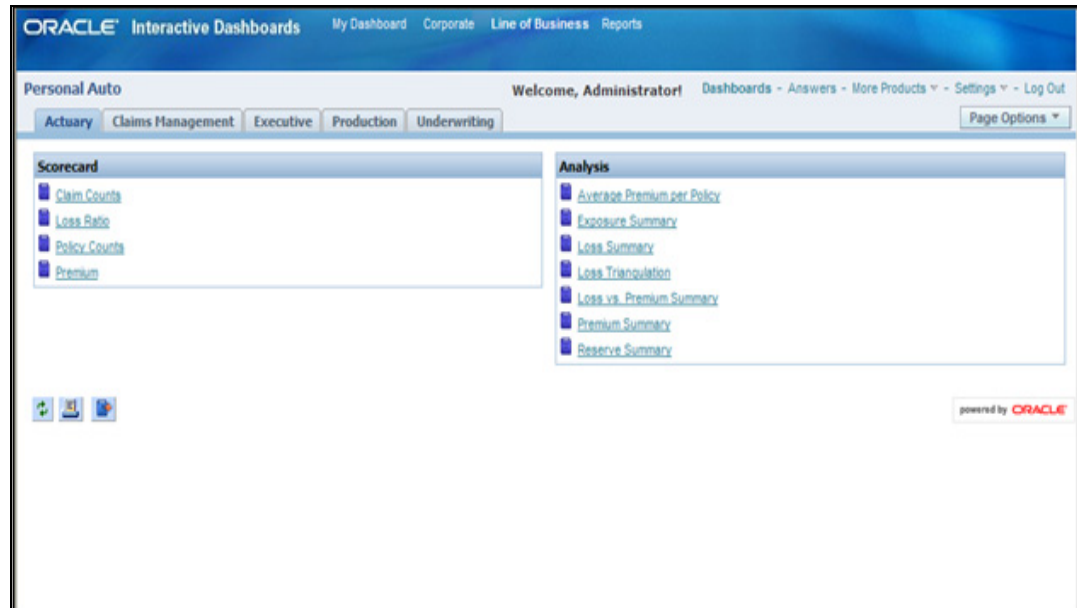 ORACLE Interactive Dashboards My Dashboard Corporate Line of Business Reports
Personal Auto Welcome, Administrator! Dashboards - Answers - More Products - Settings - Log Out
Actuary Claims Management Executive Production Underwriting Page Options
Scorecard
Claim Counts
Loss Ratio
Policy Counts
Premium
Analysis
Average Premium per Policy
Exposure Summary
Loss Summary
Loss Triangulation
Loss vs. Premium Summary
Premium Summary
Reserve Summary
powered by ORACLE